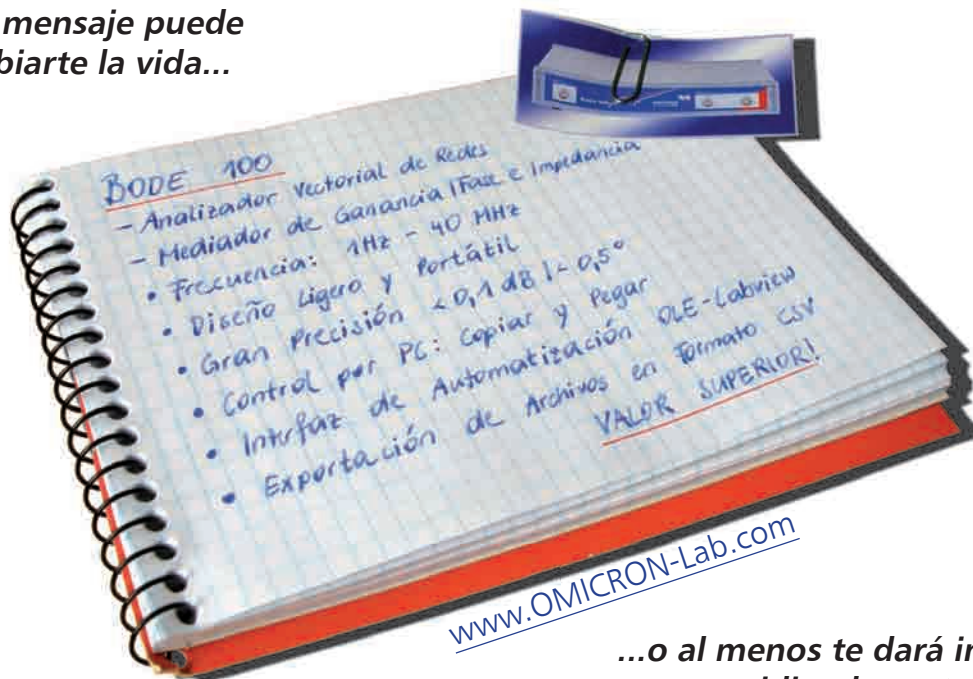 mensaje puede
biarte la vida...
BODE 100
- Analizador Vectorial de Redes
- Mediador de Ganancia / Fase e Impedancia
• Frecuencia: 1Hz - 40 MHz
• Diseño Ligero y Portátil
• Gran Precisión < 0,1 dB / < 0,5°
• Control por PC: Copiar y Pegar
• Interfaz de Automatización OLE-Labview
• Exportación de Archivos en Formato CSV
VALOR SUPERIOR!
www.OMICRON-Lab.com
...o al menos te dará